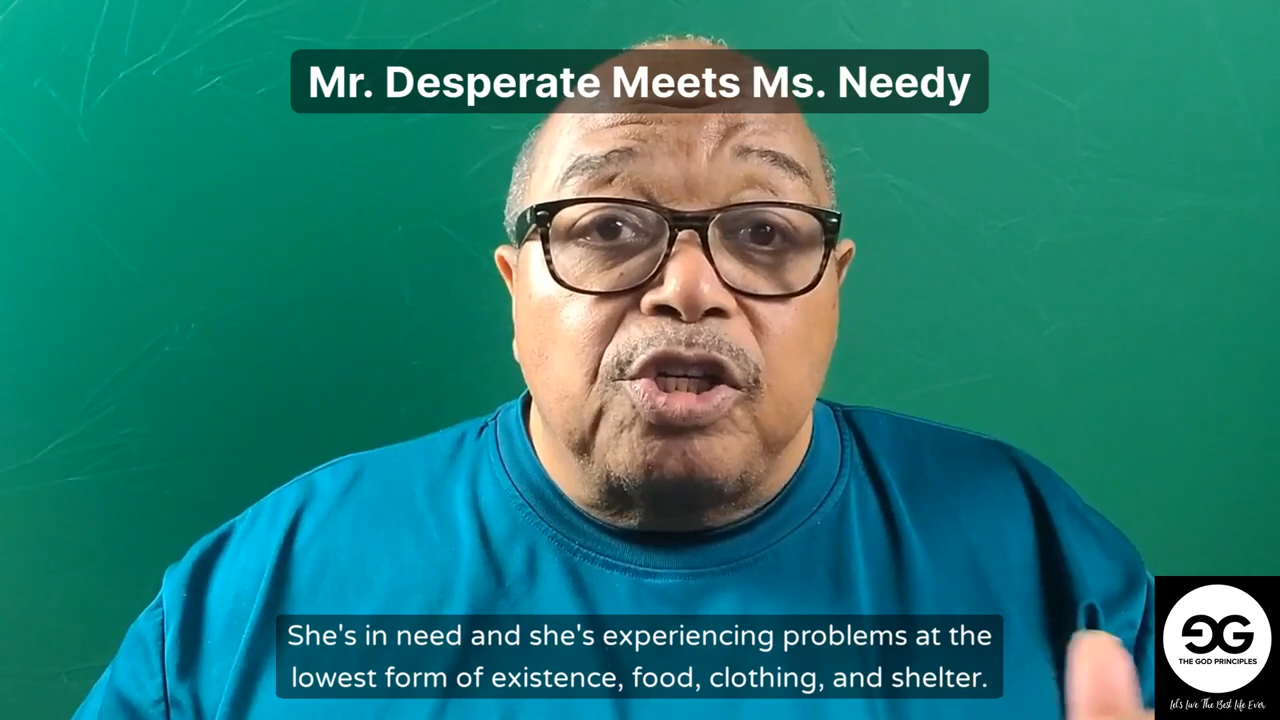 Mr. Desperate Meets Ms. Needy
She's in need and she's experiencing problems at the
lowest form of existence, food, clothing, and shelter.
GG
THE GOD PRINCIPLES
Let's Live The Best Life Ever